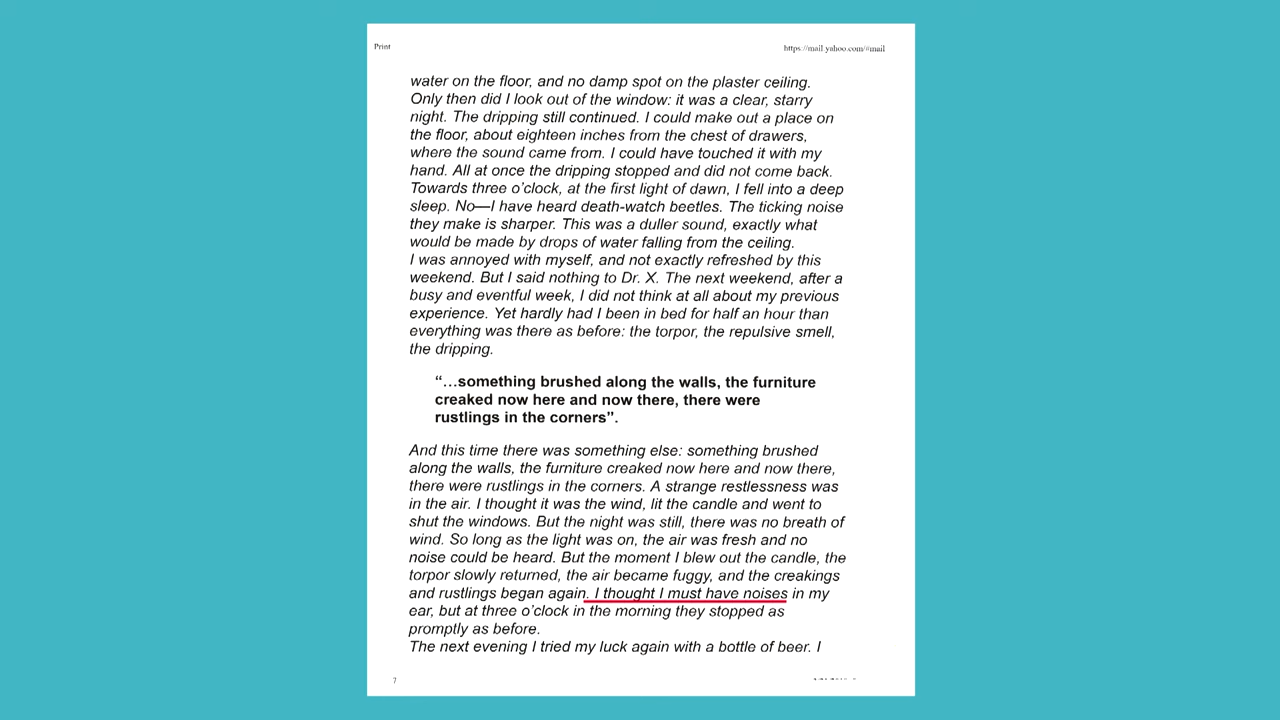 Print
https://mail.yahoo.com/#mail
water on the floor, and no damp spot on the plaster ceiling.
Only then did I look out of the window: it was a clear, starry
night. The dripping still continued. I could make out a place on
the floor, about eighteen inches from the chest of drawers,
where the sound came from. I could have touched it with my
hand. All at once the dripping stopped and did not come back.
Towards three o'clock, at the first light of dawn, I fell into a deep
sleep. No—I have heard death-watch beetles. The ticking noise
they make is sharper. This was a duller sound, exactly what
would be made by drops of water falling from the ceiling.
I was annoyed with myself, and not exactly refreshed by this
weekend. But I said nothing to Dr. X. The next weekend, after a
busy and eventful week, I did not think at all about my previous
experience. Yet hardly had I been in bed for half an hour than
everything was there as before: the torpor, the repulsive smell,
the dripping.
“…something brushed along the walls, the furniture
creaked now here and now there, there were
rustlings in the corners”.
And this time there was something else: something brushed
along the walls, the furniture creaked now here and now there,
there were rustlings in the corners. A strange restlessness was
in the air. I thought it was the wind, lit the candle and went to
shut the windows. But the night was still, there was no breath of
wind. So long as the light was on, the air was fresh and no
noise could be heard. But the moment I blew out the candle, the
torpor slowly returned, the air became fuggy, and the creakings
and rustlings began again. I thought I must have noises in my
ear, but at three o'clock in the morning they stopped as
promptly as before.
The next evening I tried my luck again with a bottle of beer. I
7